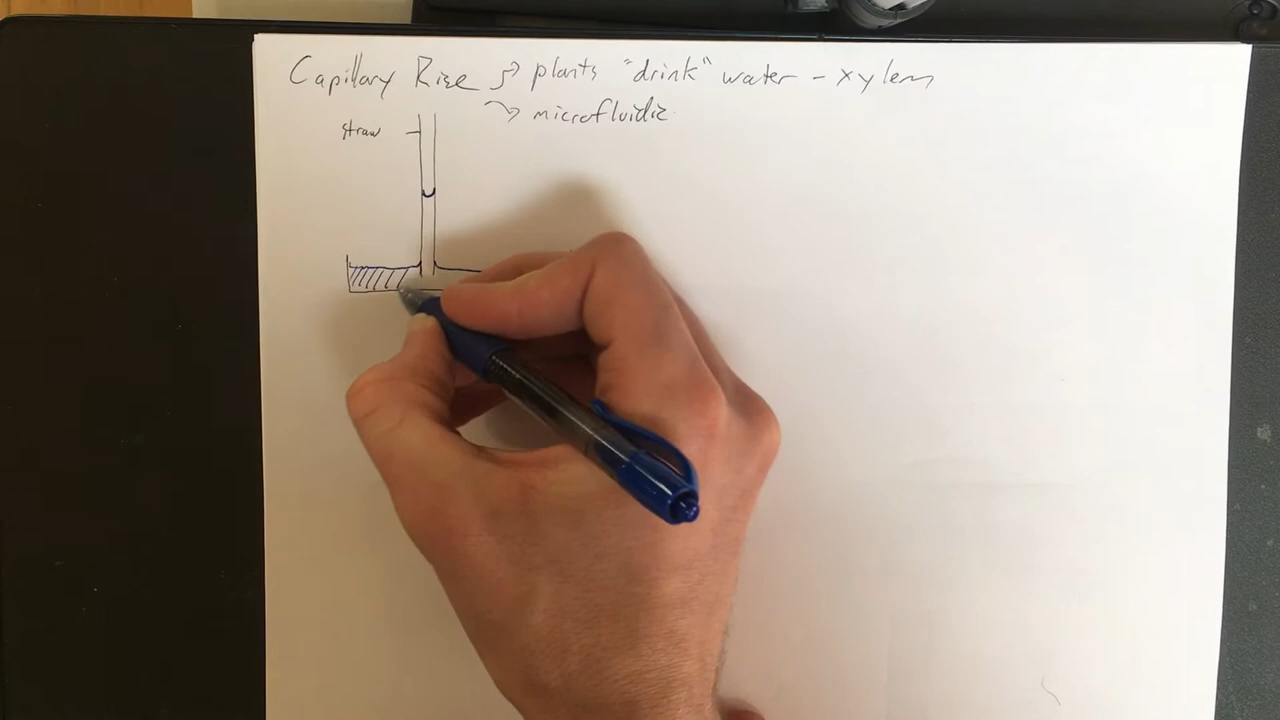 Capillary Rise → plants "drink" water - xylem
→ microfluidic
straw